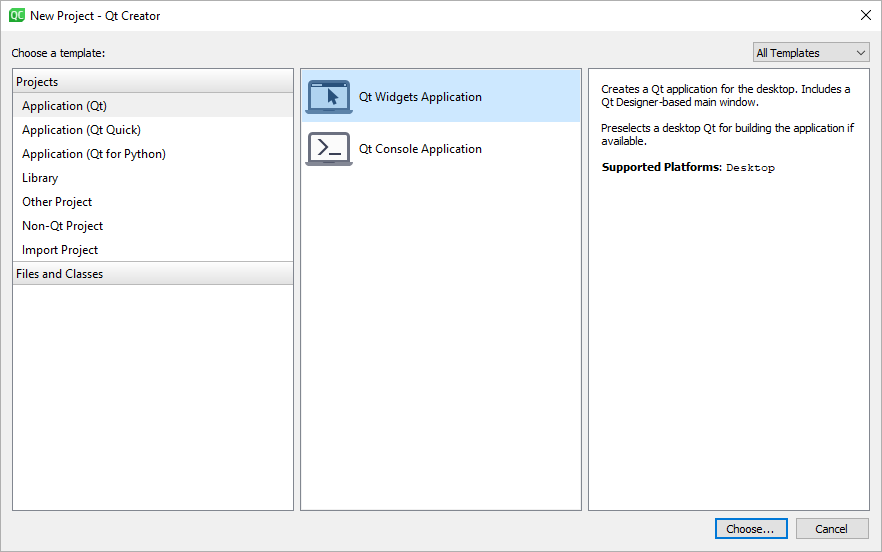 QC New Project - Qt Creator
Choose a template:
All Templates
Projects
Application (Qt)
Application (Qt Quick)
Application (Qt for Python)
Library
Other Project
Non-Qt Project
Import Project
Files and Classes
Qt Widgets Application
Qt Console Application
Creates a Qt application for the desktop. Includes a
Qt Designer-based main window.
Preselects a desktop Qt for building the application if
available.
Supported Platforms: Desktop
Choose...
Cancel